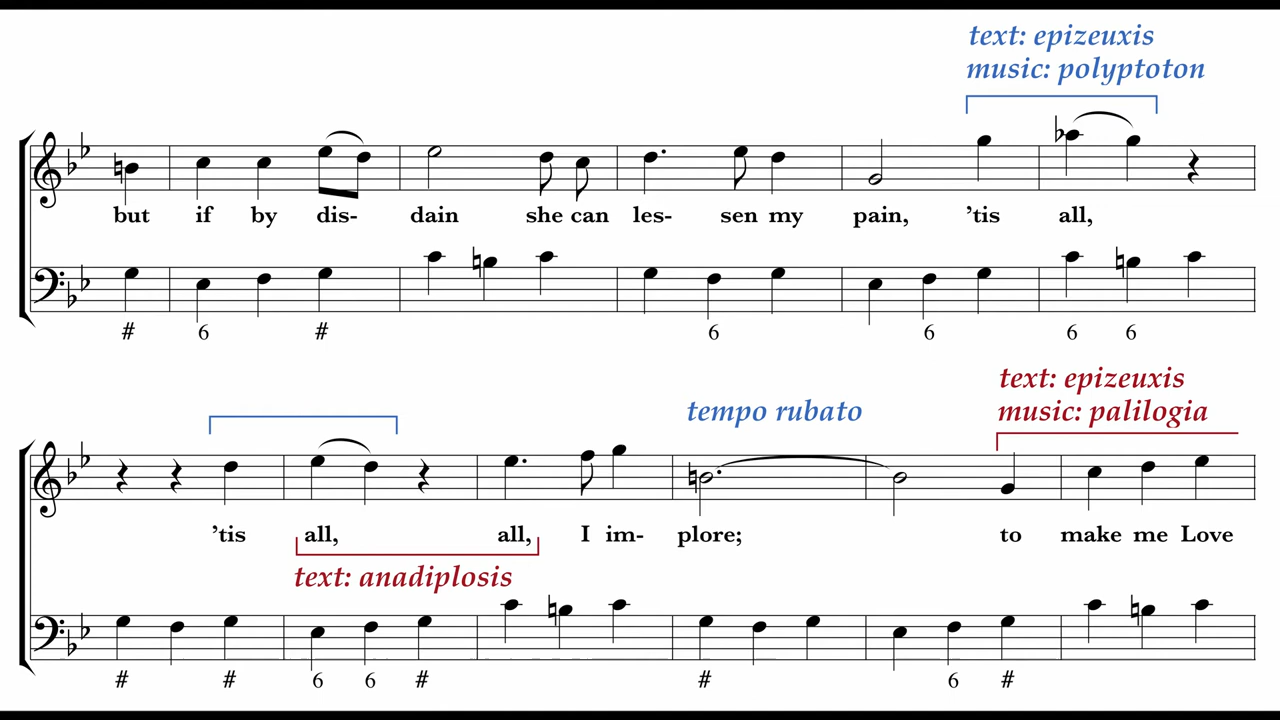 text: epizeuxis
music: polyptoton
but if by dis- dain she can les- sen my pain, ’tis all,
# 6 # 6 6 6 6
text: epizeuxis
tempo rubato music: palilogia
’tis all, all, I im- plore; to make me Love
text: anadiplosis
# # 6 6 # # 6 #